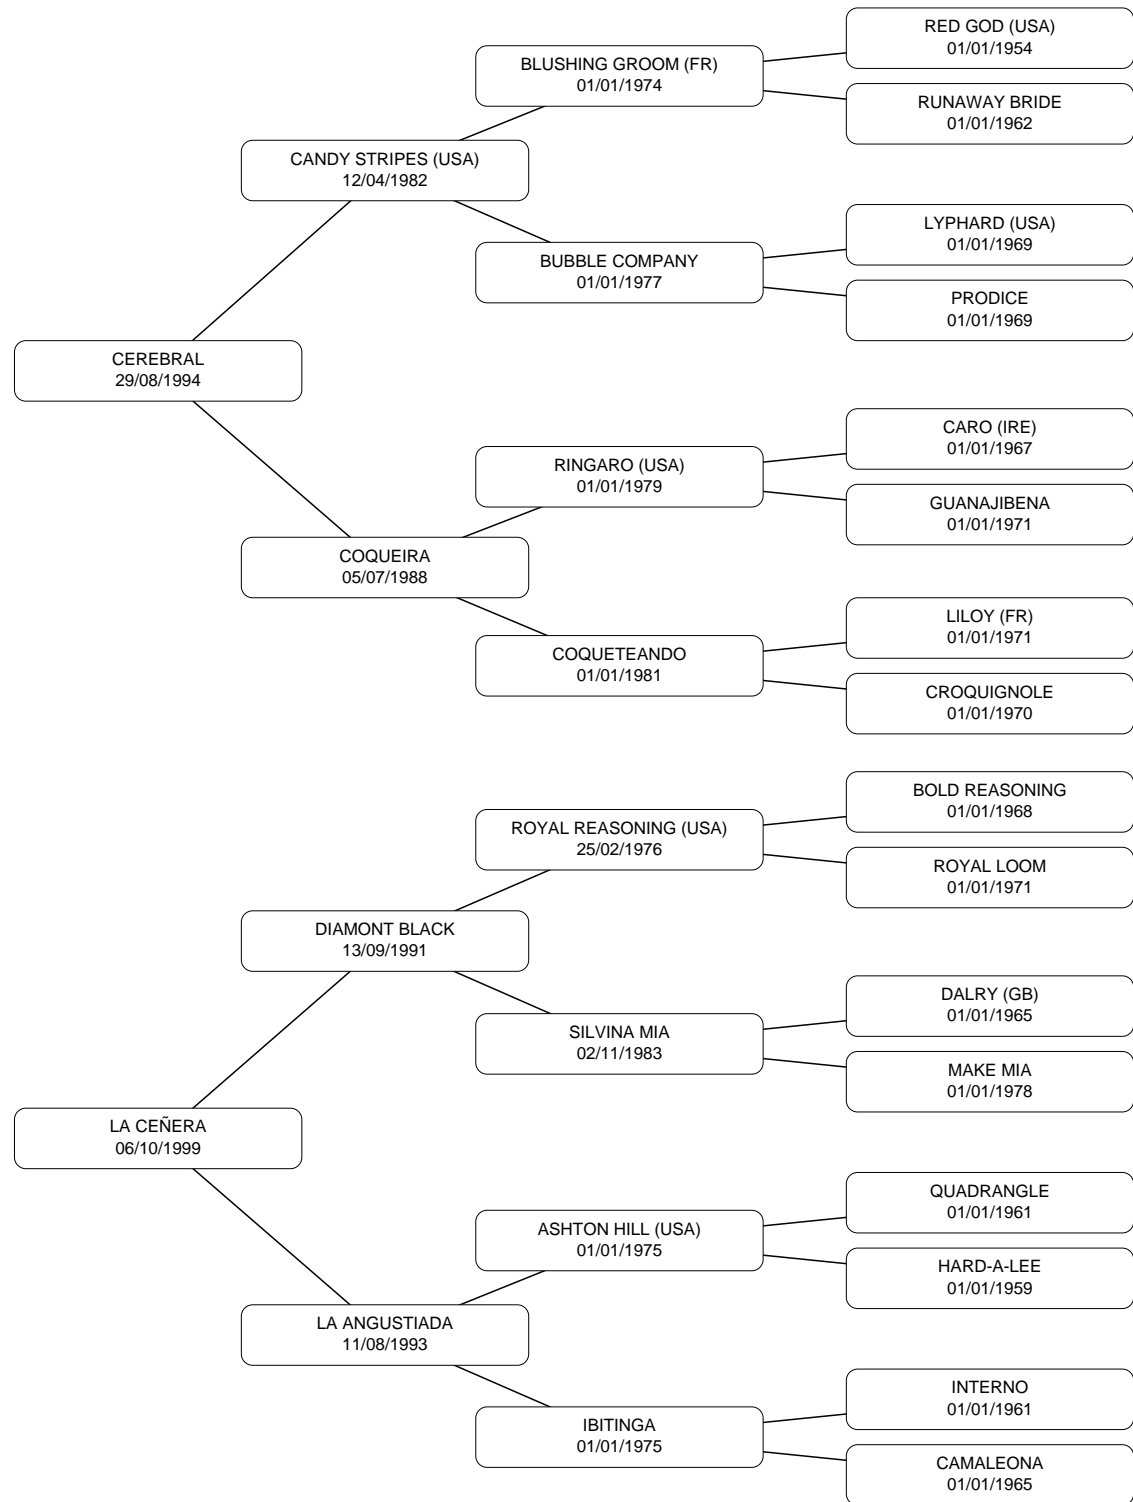 RED GOD (USA)
01/01/1954
BLUSHING GROOM (FR)
01/01/1974
RUNAWAY BRIDE
01/01/1962
CANDY STRIPES (USA)
12/04/1982
LYPHARD (USA)
01/01/1969
BUBBLE COMPANY
01/01/1977
PRODICE
01/01/1969
CEREBRAL
29/08/1994
CARO (IRE)
01/01/1967
RINGARO (USA)
01/01/1979
GUANAJIBENA
01/01/1971
COQUEIRA
05/07/1988
LILOY (FR)
01/01/1971
COQUETEANDO
01/01/1981
CROQUIGNOLE
01/01/1970
BOLD REASONING
01/01/1968
ROYAL REASONING (USA)
25/02/1976
ROYAL LOOM
01/01/1971
DIAMONT BLACK
13/09/1991
DALRY (GB)
01/01/1965
SILVINA MIA
02/11/1983
MAKE MIA
01/01/1978
LA CEÑERA
06/10/1999
QUADRANGLE
01/01/1961
ASHTON HILL (USA)
01/01/1975
HARD-A-LEE
01/01/1959
LA ANGUSTIADA
11/08/1993
INTERNO
01/01/1961
IBITINGA
01/01/1975
CAMALEONA
01/01/1965